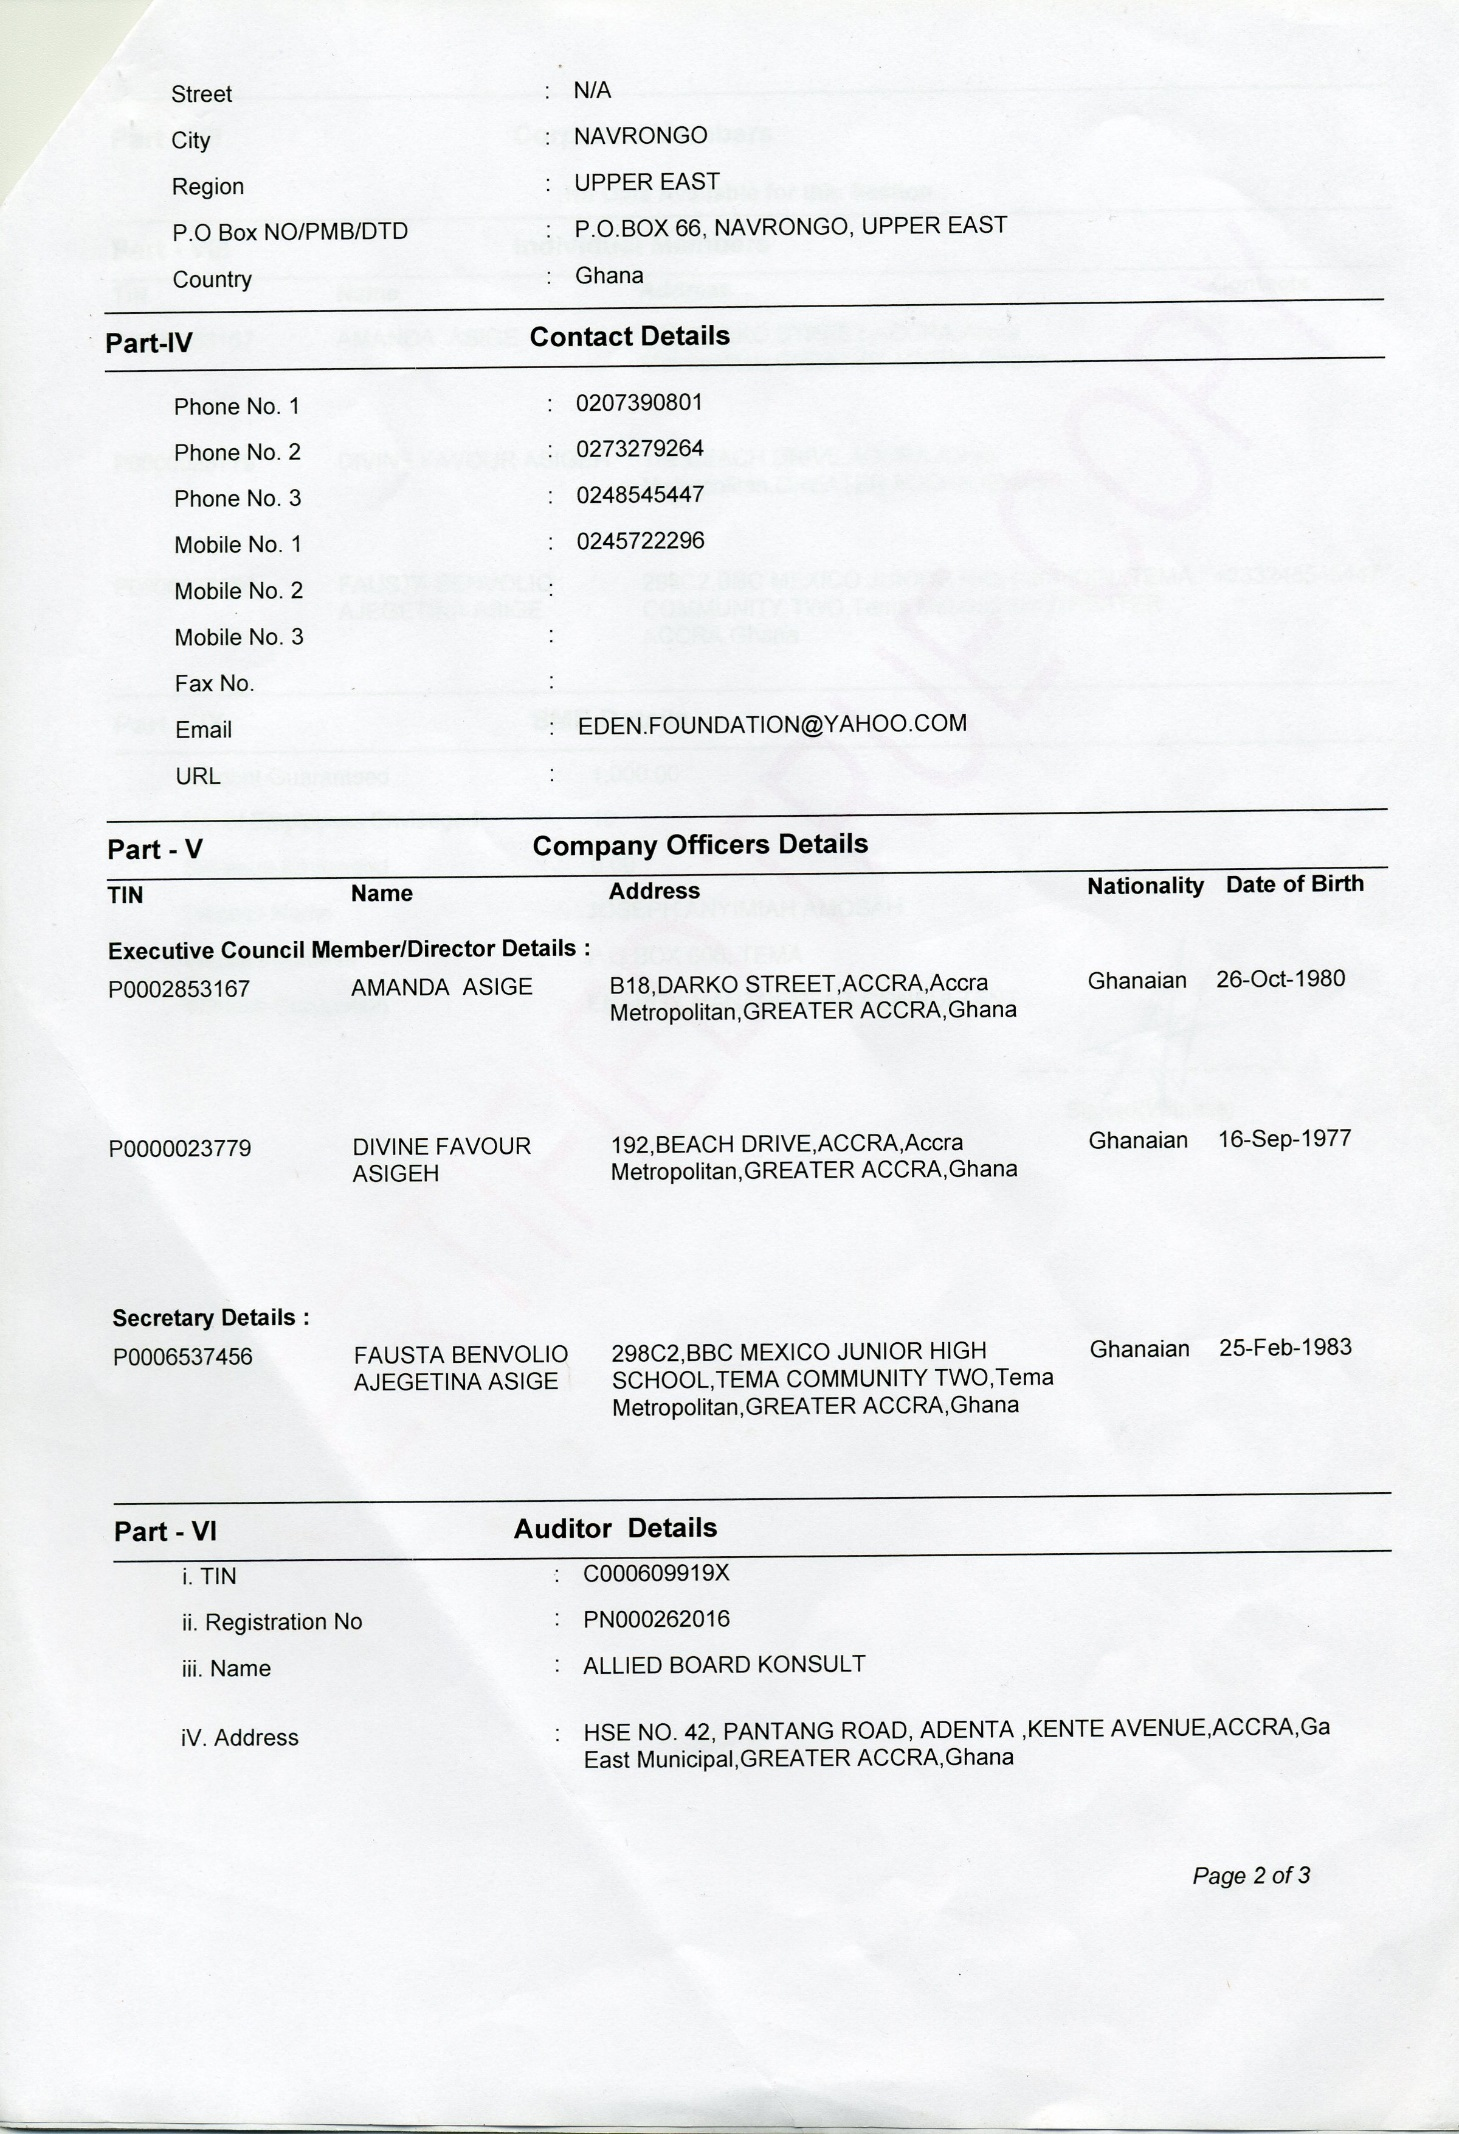 Street : N/A
City : NAVRONGO
Region : UPPER EAST
P.O Box NO/PMB/DTD : P.O.BOX 66, NAVRONGO, UPPER EAST
Country : Ghana
Part-IV Contact Details
Phone No. 1 : 0207390801
Phone No. 2 : 0273279264
Phone No. 3 : 0248545447
Mobile No. 1 : 0245722296
Mobile No. 2 :
Mobile No. 3 :
Fax No. :
Email : EDEN.FOUNDATION@YAHOO.COM
URL :
Part - V Company Officers Details
TIN Name Address Nationality Date of Birth
Executive Council Member/Director Details :
P0002853167 AMANDA ASIGE B18,DARKO STREET,ACCRA,Accra Ghanaian 26-Oct-1980
Metropolitan,GREATER ACCRA,Ghana
P0000023779 DIVINE FAVOUR 192,BEACH DRIVE,ACCRA,Accra Ghanaian 16-Sep-1977
ASIGEH Metropolitan,GREATER ACCRA,Ghana
Secretary Details :
P0006537456 FAUSTA BENVOLIO 298C2,BBC MEXICO JUNIOR HIGH Ghanaian 25-Feb-1983
AJEGETINA ASIGE SCHOOL,TEMA COMMUNITY TWO,Tema
Metropolitan,GREATER ACCRA,Ghana
Part - VI Auditor Details
i. TIN : C000609919X
ii. Registration No : PN000262016
iii. Name : ALLIED BOARD KONSULT
iV. Address : HSE NO. 42, PANTANG ROAD, ADENTA ,KENTE AVENUE,ACCRA,Ga
East Municipal,GREATER ACCRA,Ghana
Page 2 of 3